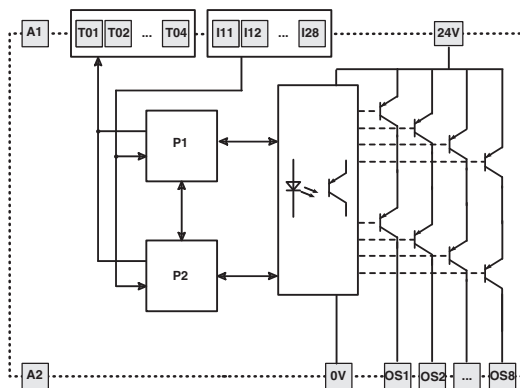 A1 T01 T02 ... T04 I11 I12 ... I28 24V
P1
P2
A2 0V OS1 OS2 ... OS8